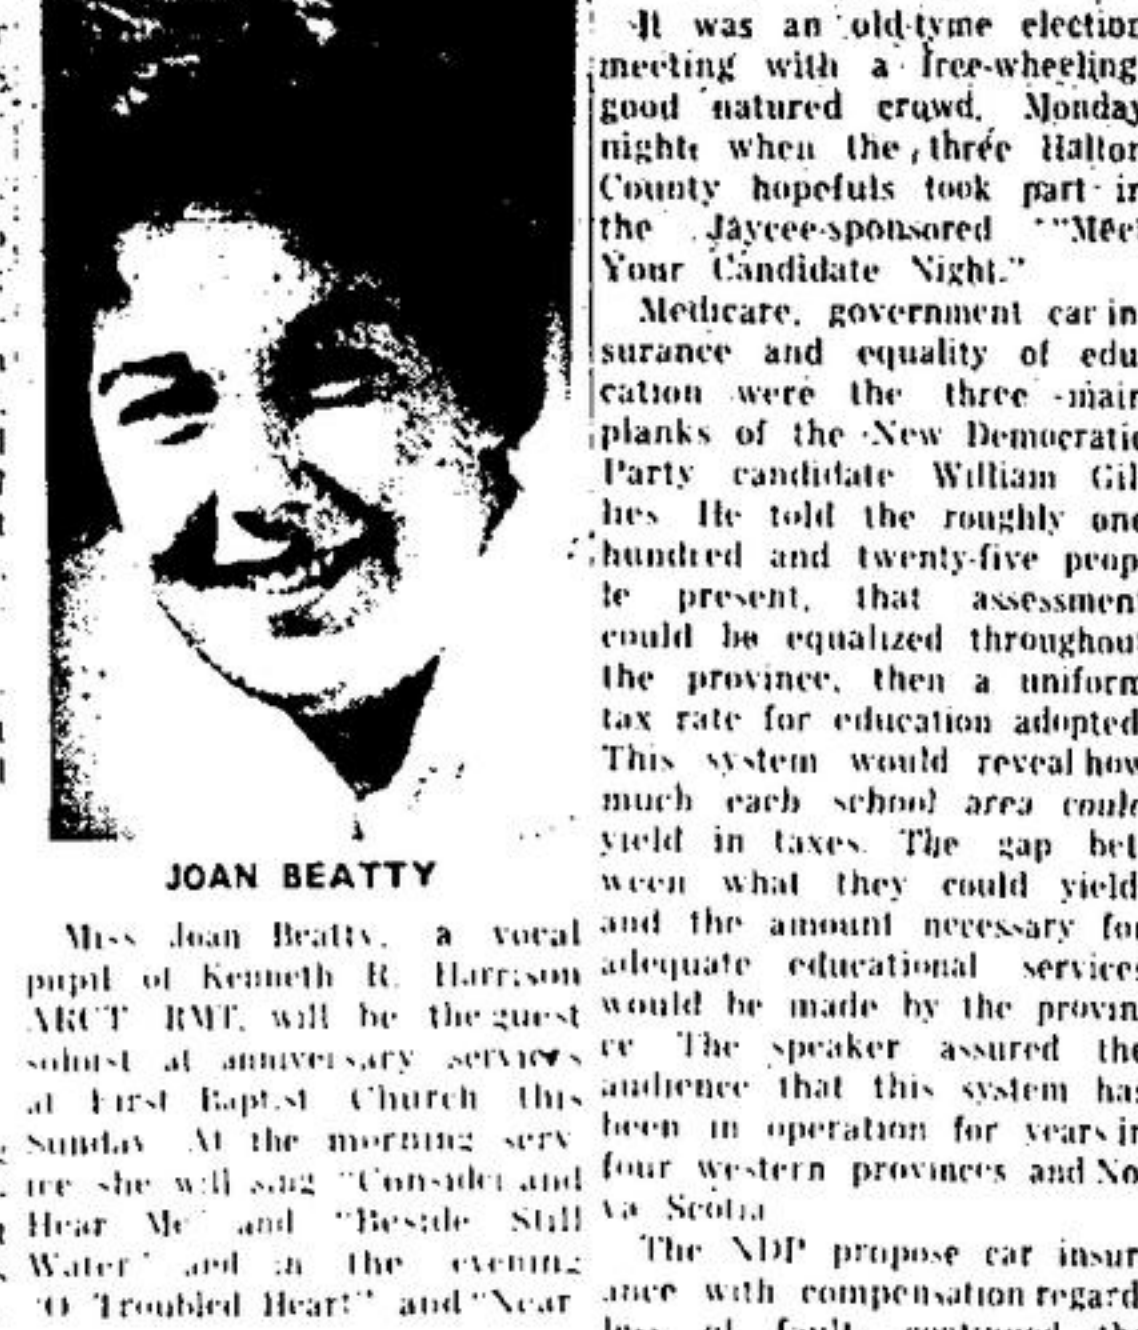 JOAN BEATTY
Miss Joan Beatty, a vocal
pupil of Kenneth R. Harrison
ARCT RMT, will be the guest
soloist at anniversary services
at First Baptist Church this
Sunday At the morning serv
ice she will sing "Consider and
Hear Me" and "Beside Still
Water" and in the evening
"O Troubled Heart" and "Near
It was an old-tyme election
meeting with a free-wheeling
good natured crowd, Monday
night when the three Halton
County hopefuls took part in
the Jaycee-sponsored "Meet
Your Candidate Night."
Medicare, government car in
surance and equality of edu
cation were the three main
planks of the New Democratic
Party candidate William Gil
bes He told the roughly one
hundred and twenty-five peop
le present, that assessment
could be equalized throughout
the province, then a uniform
tax rate for education adopted
This system would reveal how
much each school area could
yield in taxes. The gap bet
ween what they could yield
and the amount necessary for
adequate educational services
would be made by the provin
ce The speaker assured the
audience that this system has
been in operation for years in
four western provinces and No
va Scotia
The NDP propose car insur
ance with compensation regard